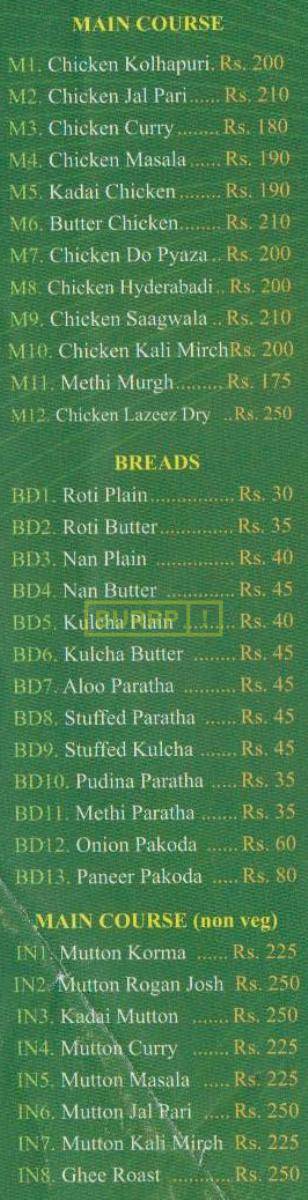 MAIN COURSE
M1. Chicken Kolhapuri. Rs. 200
M2. Chicken Jal Pari...... Rs. 210
M3. Chicken Curry ........ Rs. 180
M4. Chicken Masala ...... Rs. 190
M5. Kadai Chicken ........ Rs. 190
M6. Butter Chicken........ Rs. 210
M7. Chicken Do Pyaza .. Rs. 200
M8. Chicken Hyderabadi .. Rs. 200
M9. Chicken Saagwala .. Rs. 210
M10. Chicken Kali MirchRs. 200
M11. Methi Murgh......... Rs. 175
M12. Chicken Lazeez Dry ..Rs. 250
BREADS
BD1. Roti Plain................ Rs. 30
BD2. Roti Butter.............. Rs. 35
BD3. Nan Plain ............... Rs. 40
BD4. Nan Butter ............. Rs. 45
BD5. Kulcha Plain ........... Rs. 40
BD6. Kulcha Butter ........ Rs. 45
BD7. Aloo Paratha .......... Rs. 45
BD8. Stuffed Paratha ...... Rs. 45
BD9. Stuffed Kulcha ....... Rs. 45
BD10. Pudina Paratha ..... Rs. 35
BD11. Methi Paratha ....... Rs. 35
BD12. Onion Pakoda ...... Rs. 60
BD13. Paneer Pakoda ..... Rs. 80
MAIN COURSE (non veg)
IN1. Mutton Korma ...... Rs. 225
IN2. Mutton Rogan Josh Rs. 250
IN3. Kadai Mutton ....... Rs. 250
IN4. Mutton Curry ....... Rs. 225
IN5. Mutton Masala ..... Rs. 225
IN6. Mutton Jal Pari ..... Rs. 250
IN7. Mutton Kali Mirch Rs. 225
IN8. Ghee Roast ........... Rs. 250